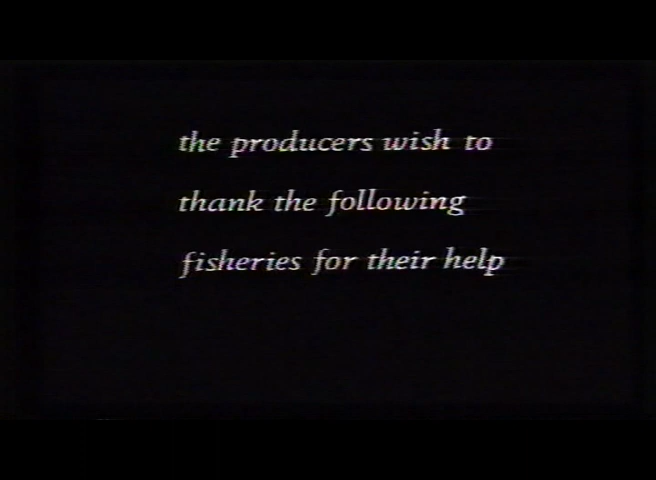 the producers wish to
thank the following
fisheries for their help